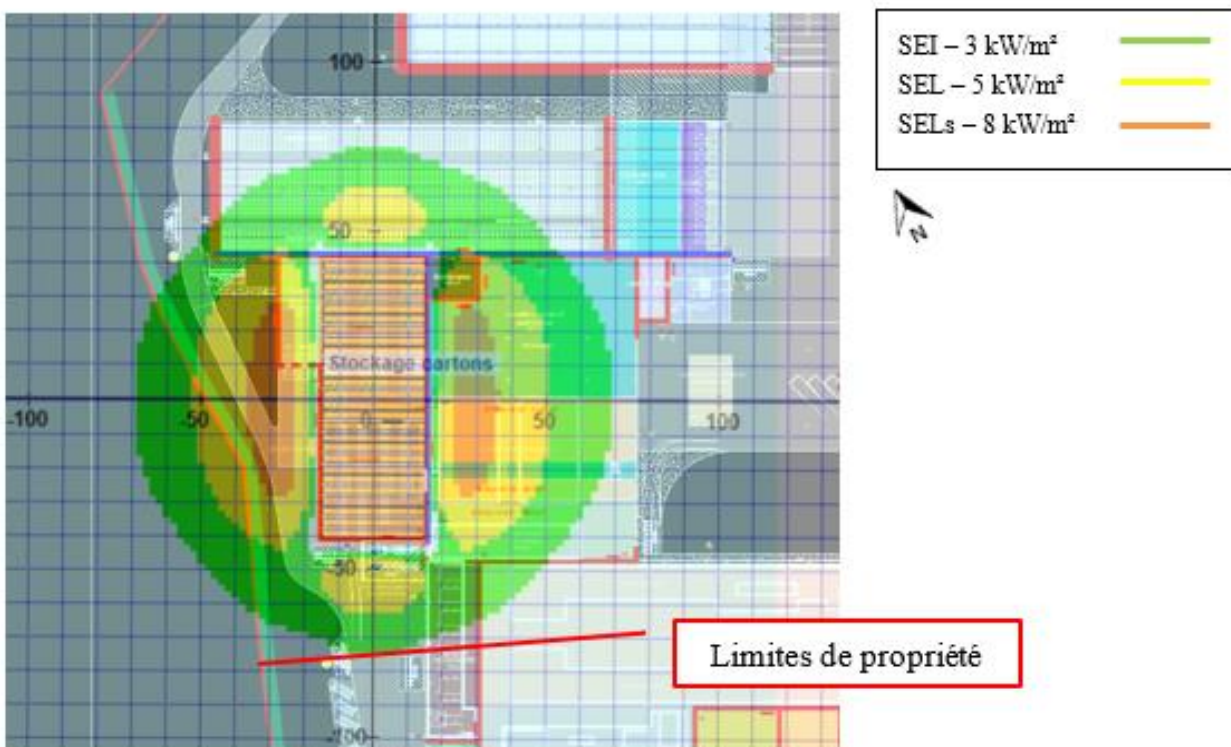 SEI – 3 kW/m²
SEL – 5 kW/m²
SELs – 8 kW/m²
N
100
50
Stockage cartons
-100
-50
0
50
100
-50
Limites de propriété
-100